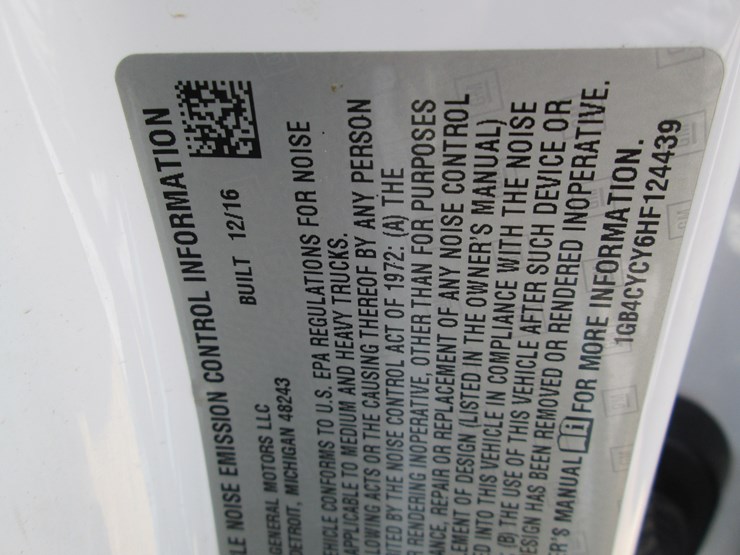 LE NOISE EMISSION CONTROL INFORMATION
GENERAL MOTORS LLC BUILT 12/16
DETROIT, MICHIGAN 48243
EHICLE CONFORMS TO U.S. EPA REGULATIONS FOR NOISE
APPLICABLE TO MEDIUM AND HEAVY TRUCKS.
LOWING ACTS OR THE CAUSING THEREOF BY ANY PERSON
ITED BY THE NOISE CONTROL ACT OF 1972: (A) THE
R RENDERING INOPERATIVE, OTHER THAN FOR PURPOSES
ANCE, REPAIR OR REPLACEMENT OF ANY NOISE CONTROL
EMENT OF DESIGN (LISTED IN THE OWNER'S MANUAL)
ED INTO THIS VEHICLE IN COMPLIANCE WITH THE NOISE
(B) THE USE OF THIS VEHICLE AFTER SUCH DEVICE OR
ESIGN HAS BEEN REMOVED OR RENDERED INOPERATIVE.
R'S MANUAL i FOR MORE INFORMATION.
1GB4CYCY6HF124439